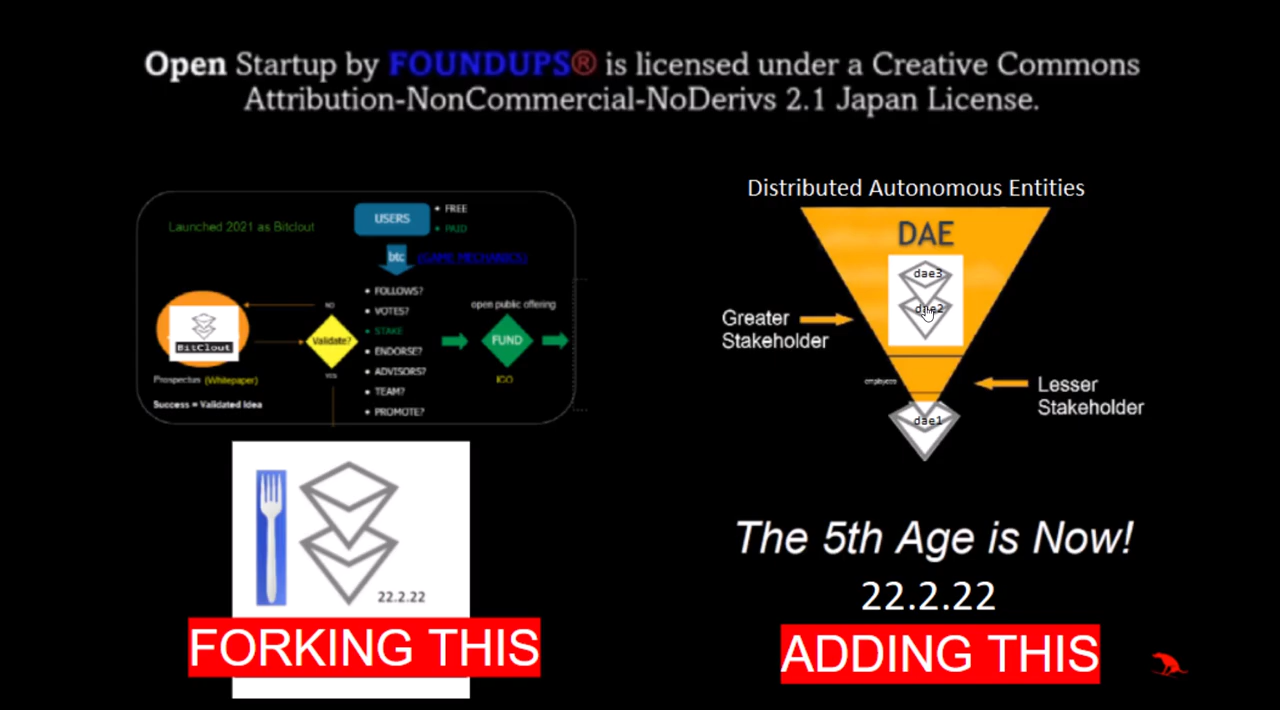 Open Startup by FOUNDUPS® is licensed under a Creative Commons
Attribution-NonCommercial-NoDerivs 2.1 Japan License.
Launched 2021 as Bitclout
USERS
• FREE
• PAID
btc
(GAME MECHANICS)
• FOLLOWS?
• VOTES?
• STAKE
• ENDORSE?
• ADVISORS?
• TEAM?
• PROMOTE?
NO
Validate?
YES
BitClout
Prospectus (Whitepaper)
Success = Validated Idea
open public offering
FUND
Distributed Autonomous Entities
DAE
dae3
dae2
Greater
Stakeholder
employees
Lesser
Stakeholder
dae1
22.2.22
FORKING THIS
The 5th Age is Now!
22.2.22
ADDING THIS